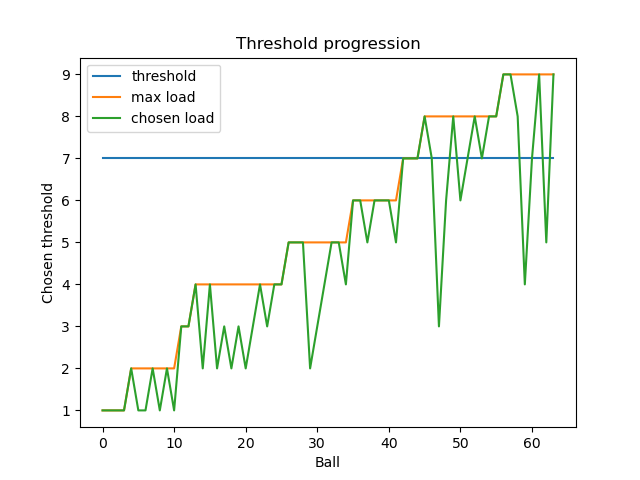 Threshold progression
threshold
max load
chosen load
9
8
7
6
5
4
3
2
1
Chosen threshold
0 10 20 30 40 50 60
Ball